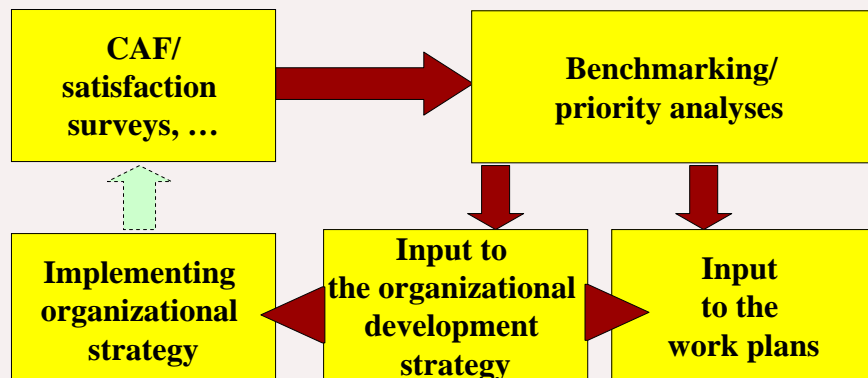 CAF/
satisfaction
surveys, …
Benchmarking/
priority analyses
Implementing
organizational
strategy
Input to
the organizational
development
strategy
Input
to the
work plans